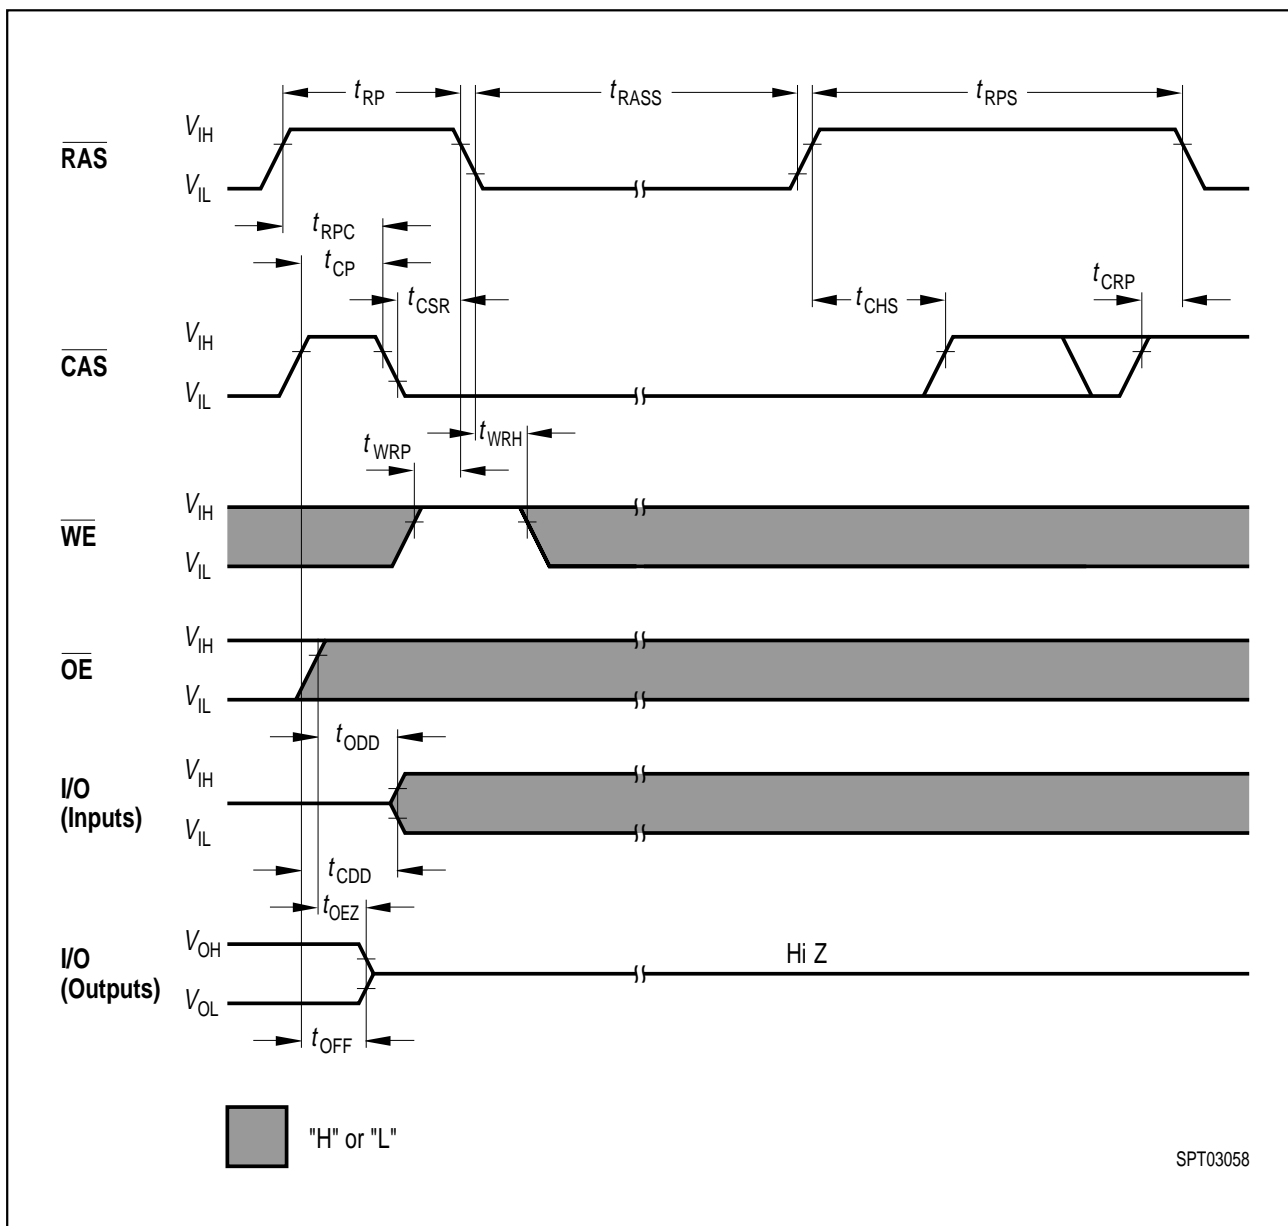 tRP tRASS tRPS
VIH
RAS
VIL
tRPC
tCP
tCSR tCHS tCRP
VIH
CAS
VIL
tWRP tWRH
VIH
WE
VIL
VIH
OE
VIL
tODD
VIH
I/O
(Inputs)
VIL
tCDD
tOEZ
VOH Hi Z
I/O
(Outputs)
VOL
tOFF
"H" or "L"
SPT03058